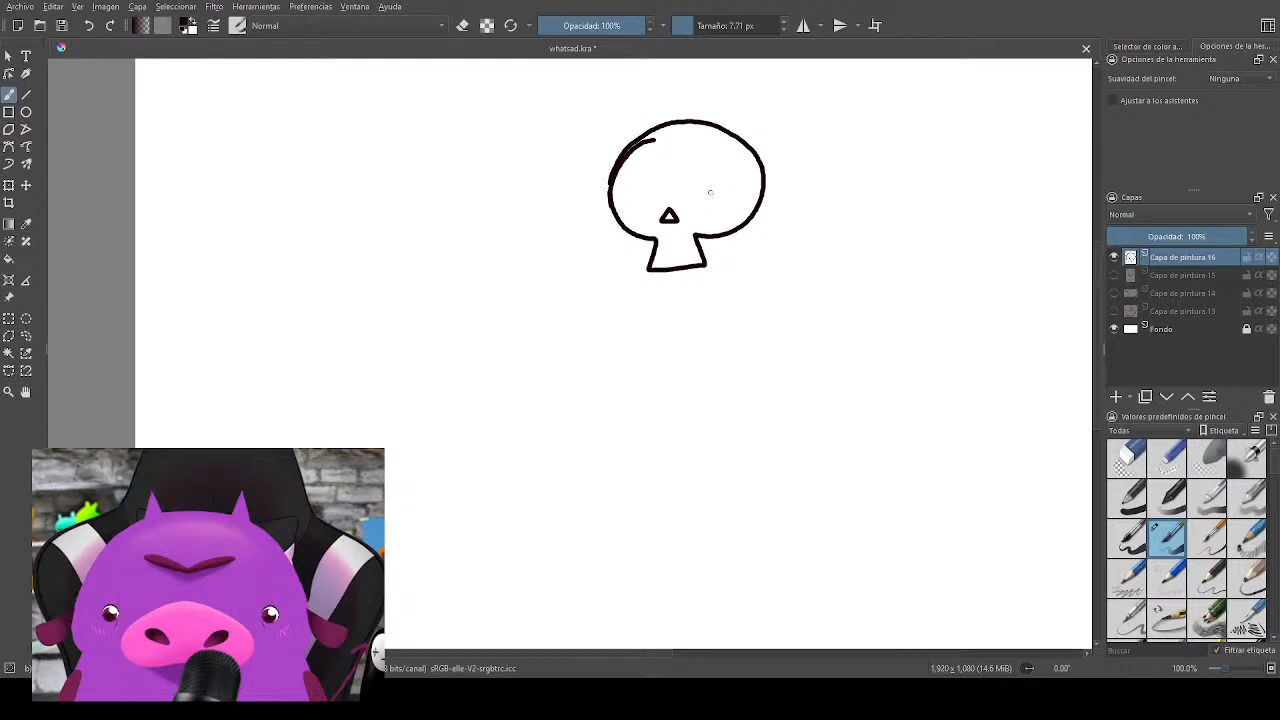 Archivo Editar Ver Imagen Capa Seleccionar Filtro Herramientas Preferencias Ventana Ayuda
Normal
Opacidad: 100%
Tamaño: 7.71 px
whatsad.kra *
Selector de color a...
Opciones de la her...
Opciones de la herramienta
Suavidad del pincel:
Ninguna
Ajustar a los asistentes
Capas
Normal
Opacidad: 100%
Capa de pintura 16
Capa de pintura 15
Capa de pintura 14
Capa de pintura 13
Fondo
Valores predefinidos de pincel
Todas
Etiqueta
Buscar
Filtrar etiqueta
bits/canal) sRGB-elle-V2-srgbtrc.icc
1,920 x 1,080 (14.6 MiB)
0.00°
100.0%